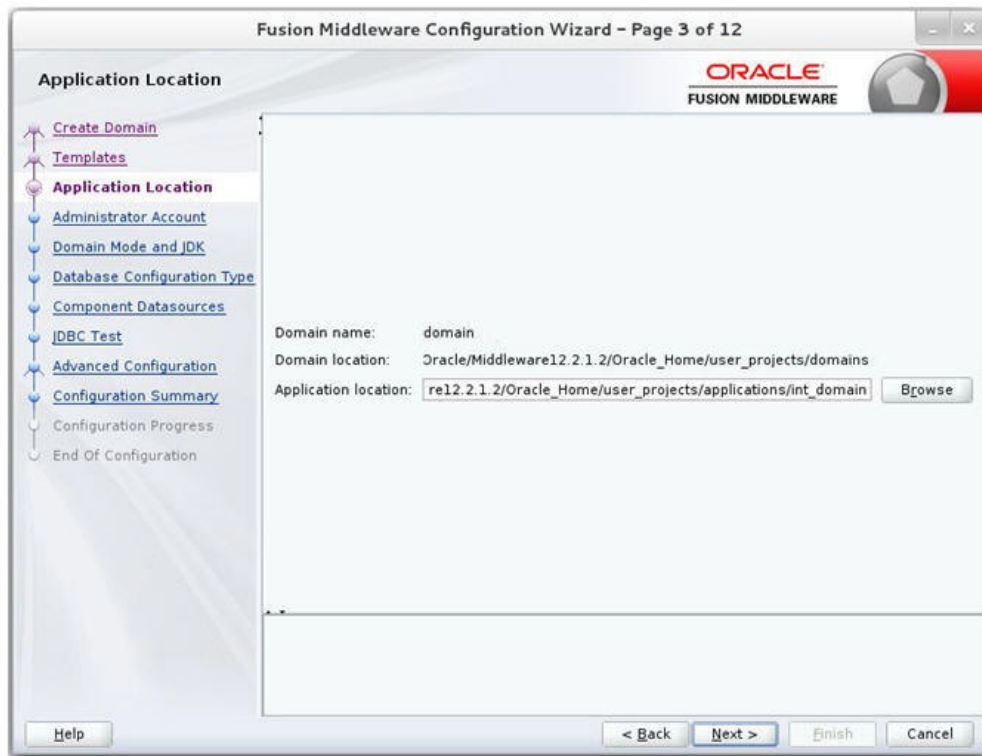 Fusion Middleware Configuration Wizard – Page 3 of 12
Application Location
ORACLE
FUSION MIDDLEWARE
Create Domain
Templates
Application Location
Administrator Account
Domain Mode and JDK
Database Configuration Type
Component Datasources
JDBC Test
Advanced Configuration
Configuration Summary
Configuration Progress
End Of Configuration
Domain name: domain
Domain location: Oracle/Middleware12.2.1.2/Oracle_Home/user_projects/domains
Application location: re12.2.1.2/Oracle_Home/user_projects/applications/int_domain Browse
Help < Back Next > Finish Cancel